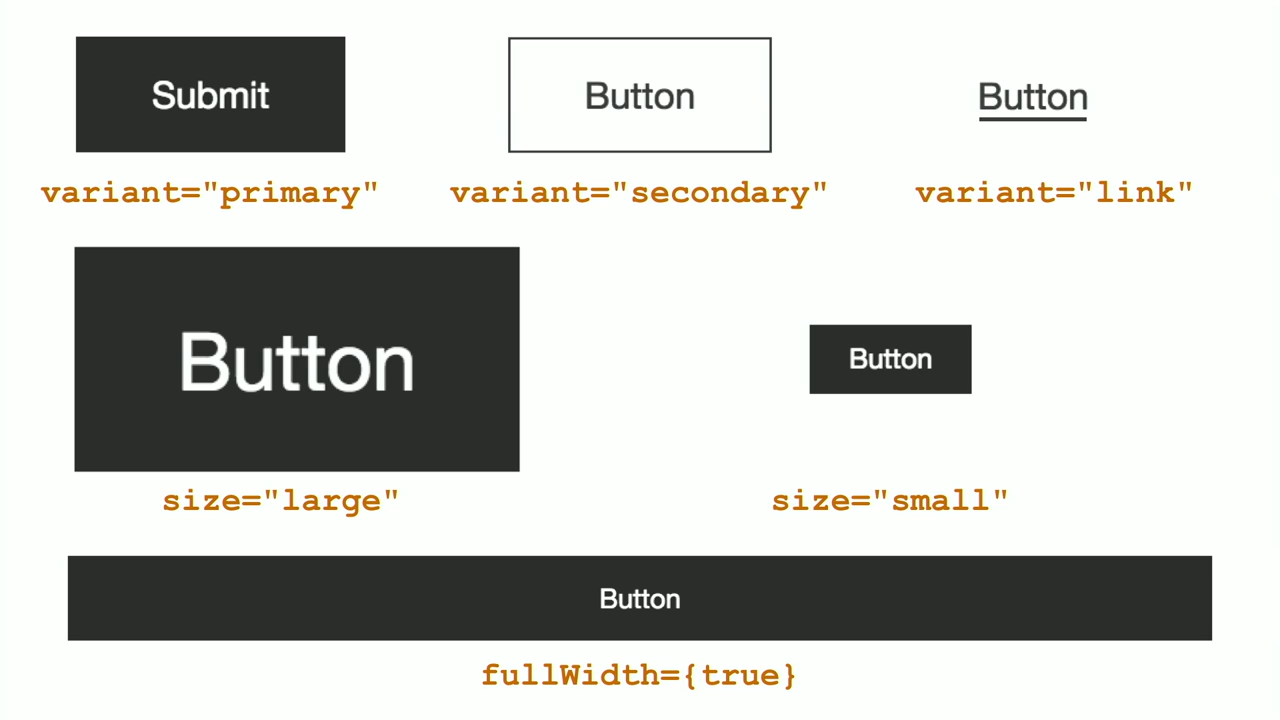 Submit
Button
Button
variant="primary"
variant="secondary"
variant="link"
Button
Button
size="large"
size="small"
Button
fullWidth={true}